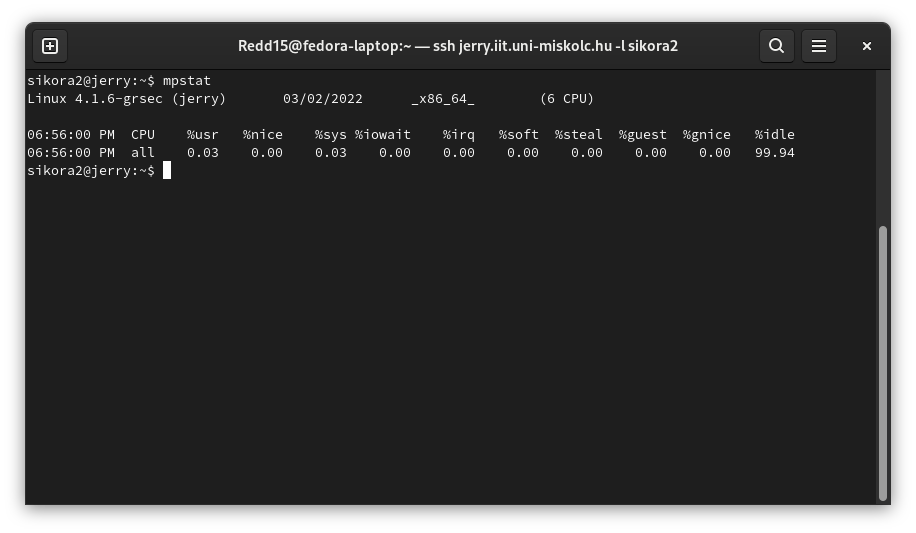 Redd15@fedora-laptop:~ — ssh jerry.iit.uni-miskolc.hu -l sikora2
sikora2@jerry:~$ mpstat
Linux 4.1.6-grsec (jerry)       03/02/2022      _x86_64_        (6 CPU)
06:56:00 PM  CPU    %usr   %nice    %sys %iowait    %irq   %soft  %steal  %guest  %gnice   %idle
06:56:00 PM  all    0.03    0.00    0.03    0.00    0.00    0.00    0.00    0.00    0.00   99.94
sikora2@jerry:~$